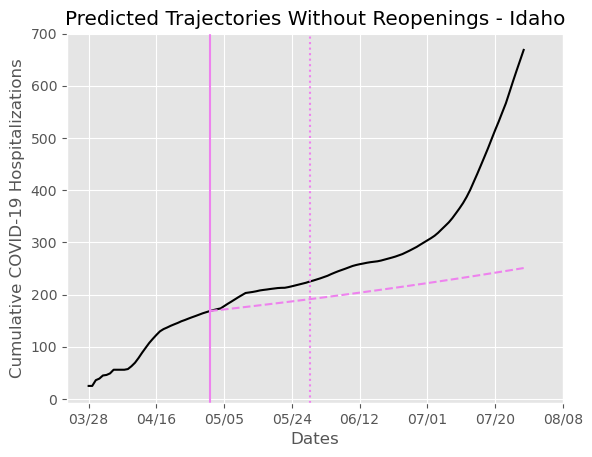 Predicted Trajectories Without Reopenings - Idaho
Cumulative COVID-19 Hospitalizations
700
600
500
400
300
200
100
0
03/28 04/16 05/05 05/24 06/12 07/01 07/20 08/08
Dates